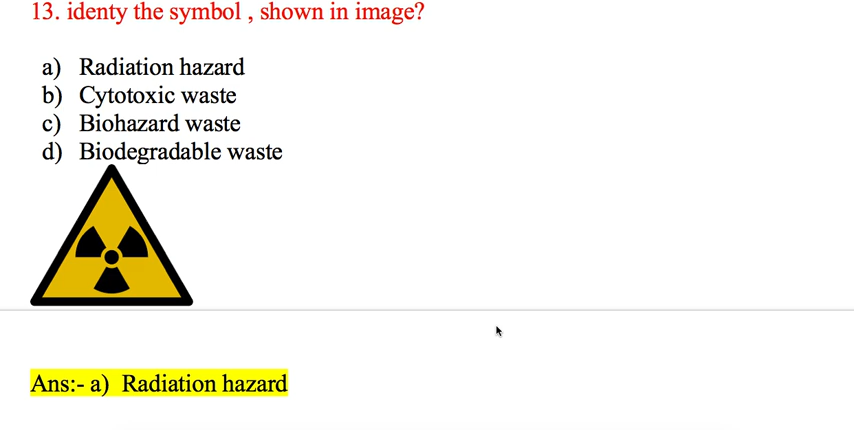 13. identy the symbol , shown in image?
a) Radiation hazard
b) Cytotoxic waste
c) Biohazard waste
d) Biodegradable waste
Ans:- a) Radiation hazard